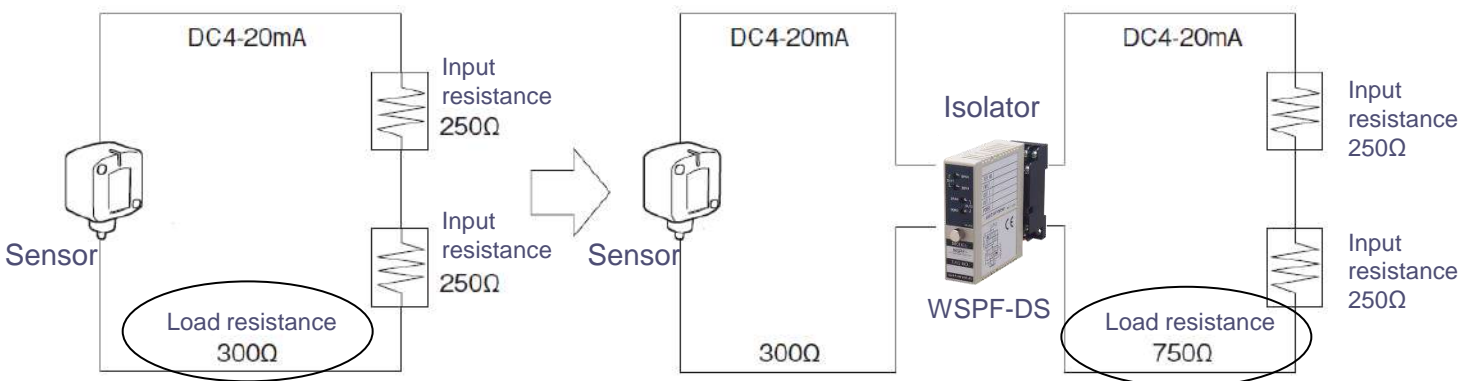 DC4-20mA
Input
resistance
250Ω
Sensor
Input
resistance
250Ω
Load resistance
300Ω
DC4-20mA
Sensor
300Ω
Isolator
WSPF-DS
DC4-20mA
Input
resistance
250Ω
Input
resistance
250Ω
Load resistance
750Ω